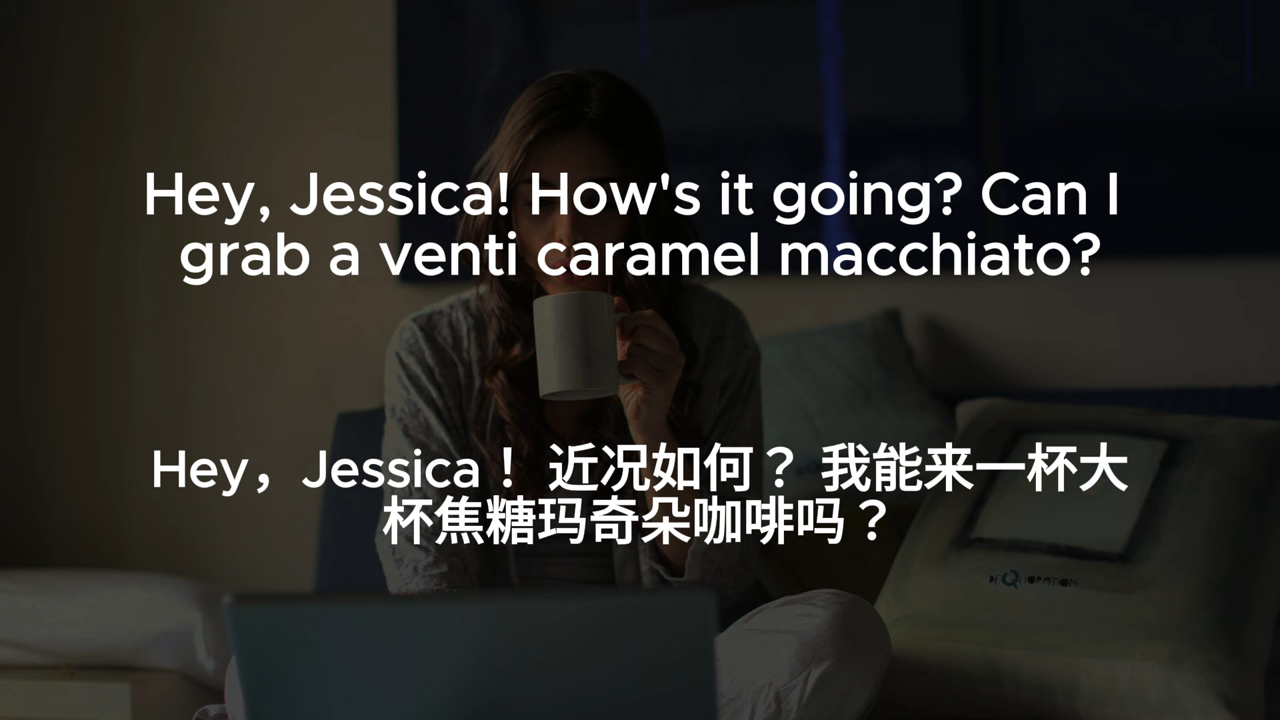 Hey, Jessica! How's it going? Can I
grab a venti caramel macchiato?
Hey，Jessica！ 近况如何？ 我能来一杯大
杯焦糖玛奇朵咖啡吗？